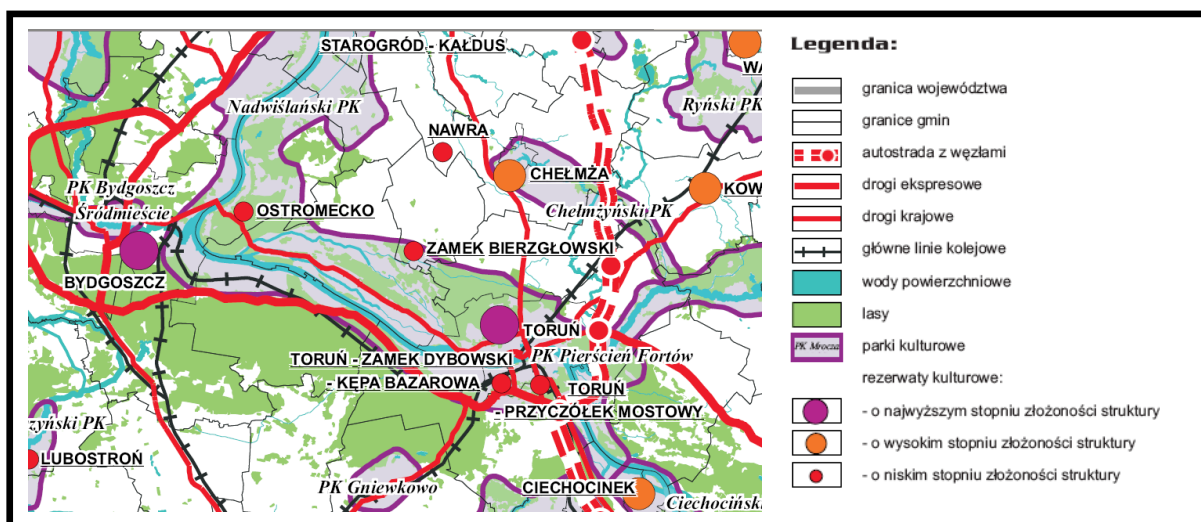 STAROGRÓD - KAŁDUS
WA
Nadwiślański PK
Ryński PK
NAWRA
CHEŁMŻA
KOW
PK Bydgoszcz
Śródmieście
OSTROMECKO
Chełmżyński PK
ZAMEK BIERZGŁOWSKI
BYDGOSZCZ
TORUŃ
TORUŃ - ZAMEK DYBOWSKI
PK Pierscień Fortów
- KĘPA BAZAROWA
TORUŃ
- PRZYCZÓŁEK MOSTOWY
zyński PK
LUBOSTROŃ
PK Gniewkowo
CIECHOCINEK
Ciechocińsk
Legenda:
granica województwa
granice gmin
autostrada z węzłami
drogi ekspresowe
drogi krajowe
główne linie kolejowe
wody powierzchniowe
lasy
PK Mrocza
parki kulturowe
rezerwaty kulturowe:
- o najwyższym stopniu złożoności struktury
- o wysokim stopniu złożoności struktury
- o niskim stopniu złożoności struktury